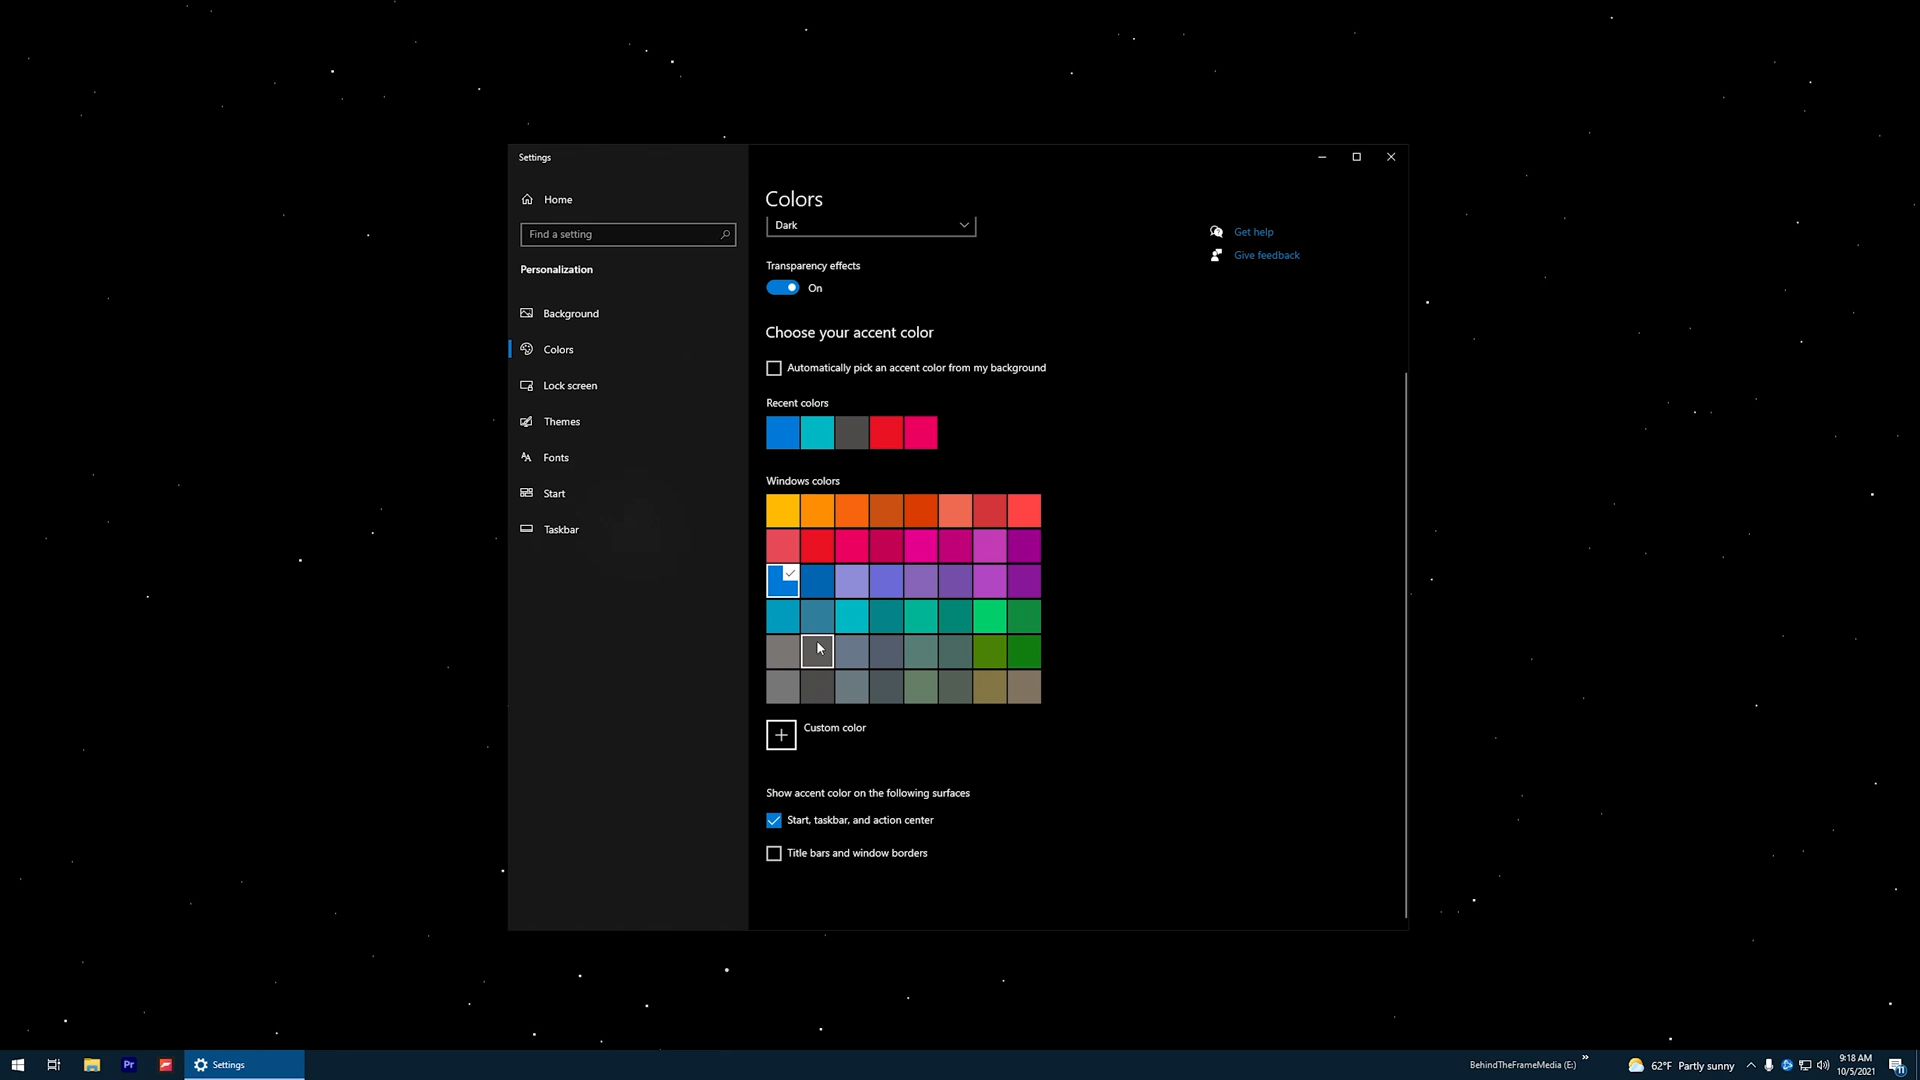 Settings
Home
Find a setting
Personalization
Background
Colors
Lock screen
Themes
Fonts
Start
Taskbar
Colors
Dark
Transparency effects
On
Choose your accent color
Automatically pick an accent color from my background
Recent colors
Windows colors
Custom color
Show accent color on the following surfaces
Start, taskbar, and action center
Title bars and window borders
Get help
Give feedback
Pr
Settings
BehindTheFrameMedia (E:)
62°F Partly sunny
9:18 AM
10/5/2021
11